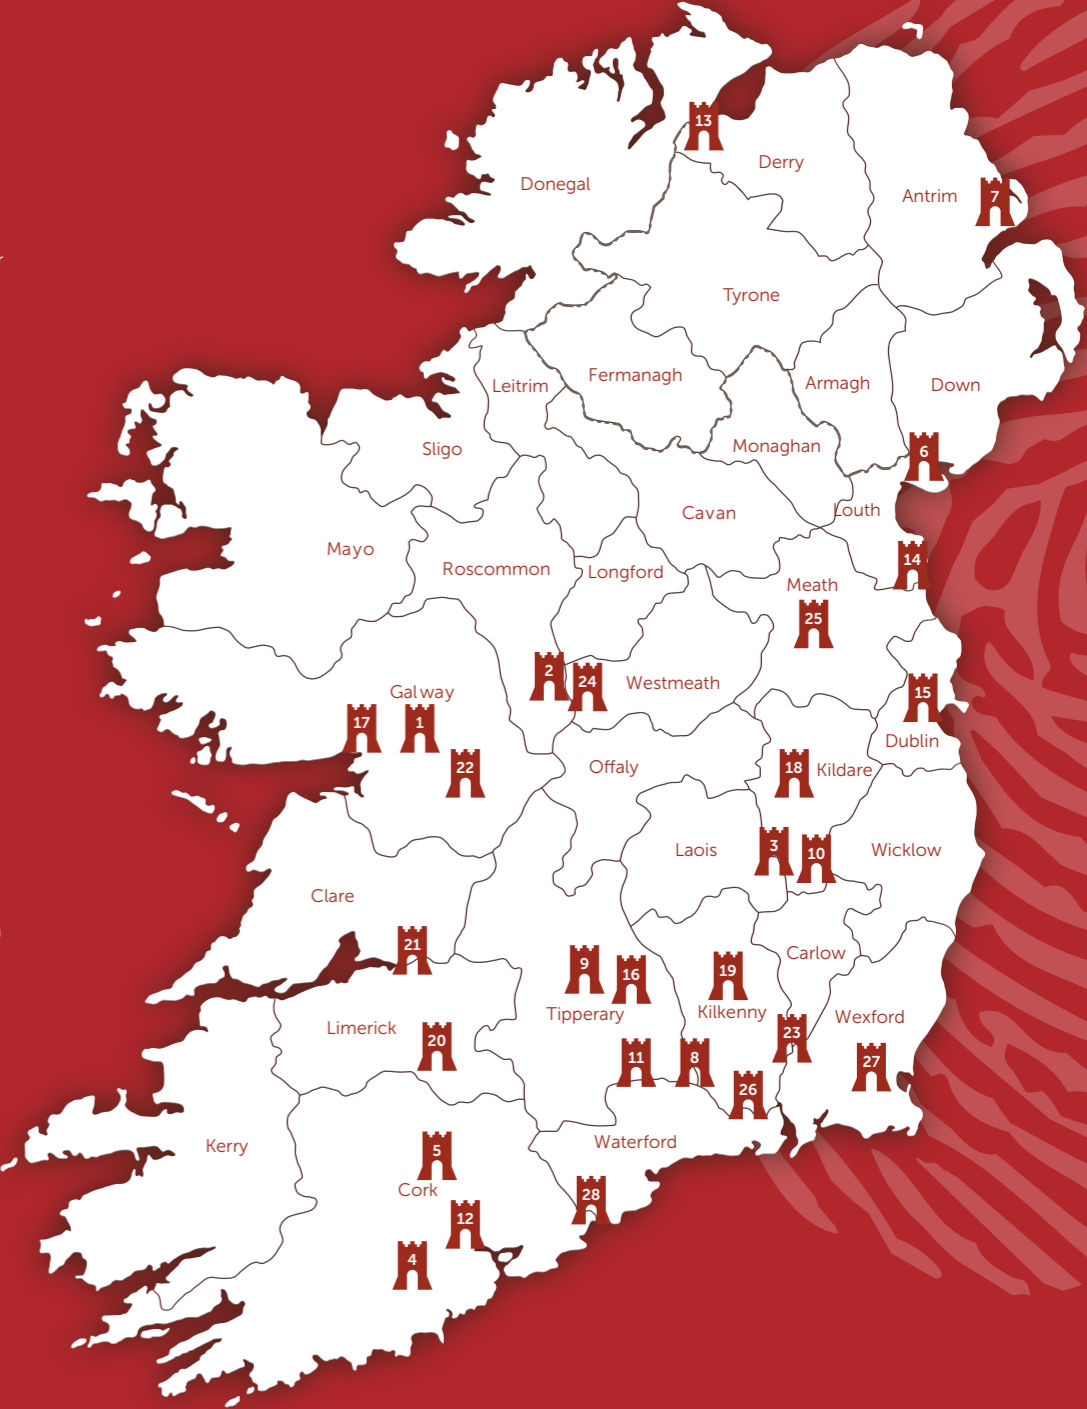 13
Derry
Donegal
Antrim
7
Tyrone
Fermanagh
Armagh
Down
Leitrim
Monaghan
Sligo
6
Cavan
Louth
Mayo
14
Roscommon
Longford
Meath
25
2
24
Westmeath
Galway
15
17
1
Dublin
22
Offaly
18
Kildare
3
10
Laois
Wicklow
Clare
21
Carlow
9
16
19
Tipperary
Kilkenny
Wexford
Limerick
23
20
11
8
27
26
Waterford
Kerry
5
Cork
28
12
4